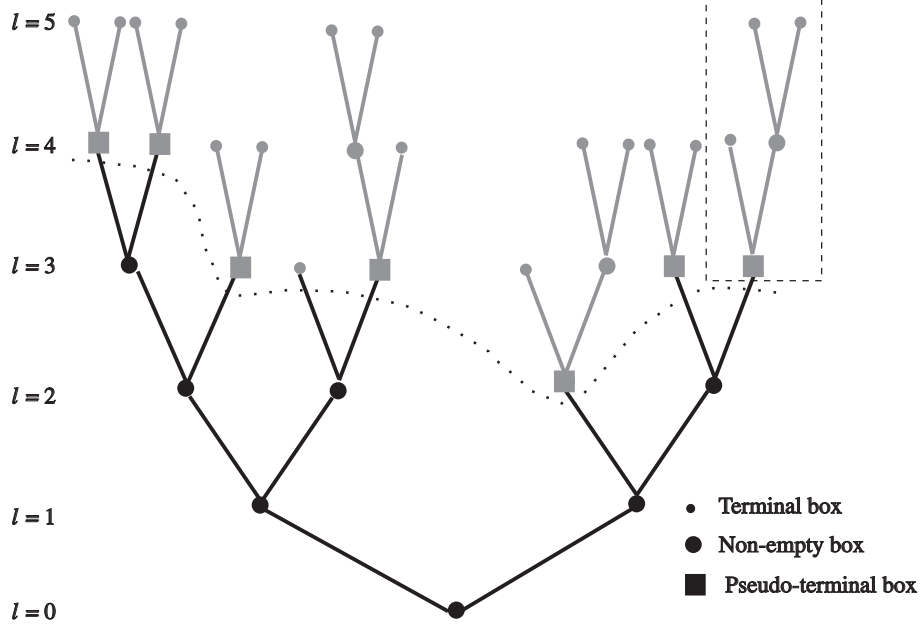 l = 5
l = 4
l = 3
l = 2
l = 1
l = 0
Terminal box
Non-empty box
Pseudo-terminal box